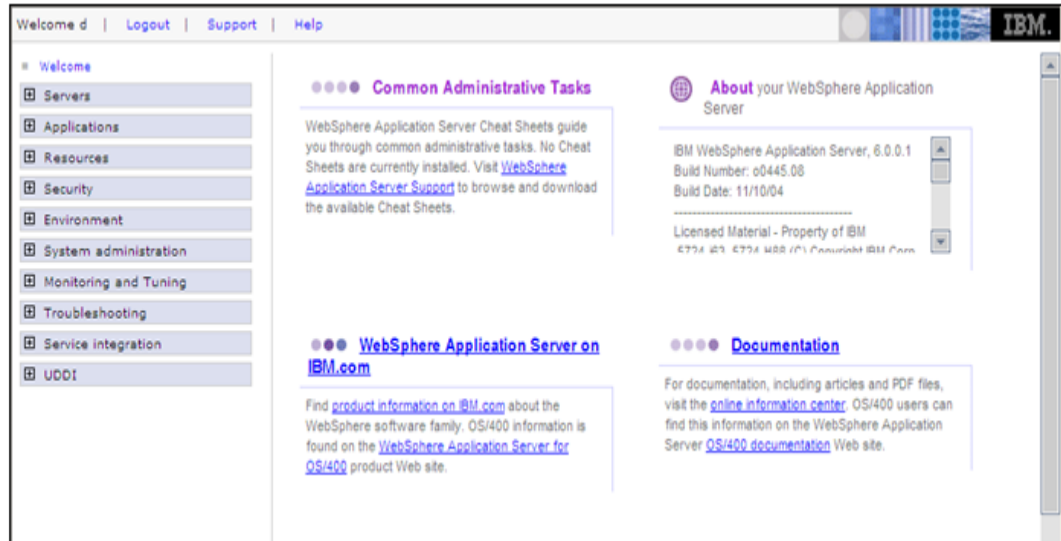 Welcome d | Logout | Support | Help
IBM.
Welcome
Servers
Applications
Resources
Security
Environment
System administration
Monitoring and Tuning
Troubleshooting
Service integration
UDDI
Common Administrative Tasks
WebSphere Application Server Cheat Sheets guide
you through common administrative tasks. No Cheat
Sheets are currently installed. Visit WebSphere
Application Server Support to browse and download
the available Cheat Sheets.
About your WebSphere Application
Server
IBM WebSphere Application Server, 6.0.0.1
Build Number: o0445.08
Build Date: 11/10/04
----------------------------------------
Licensed Material - Property of IBM
5724-i63, 5724-H88 (C) Copyright IBM Corp.
WebSphere Application Server on
IBM.com
Find product information on IBM.com about the
WebSphere software family. OS/400 information is
found on the WebSphere Application Server for
OS/400 product Web site.
Documentation
For documentation, including articles and PDF files,
visit the online information center. OS/400 users can
find this information on the WebSphere Application
Server OS/400 documentation Web site.